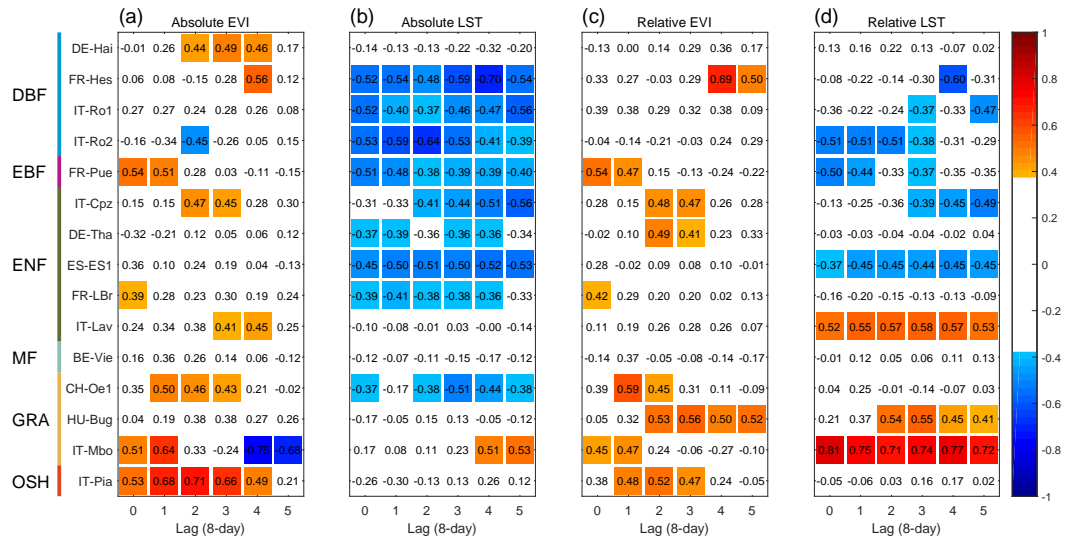 (a) Absolute EVI (b) Absolute LST (c) Relative EVI (d) Relative LST
DBF
EBF
ENF
MF
GRA
OSH
DE-Hai -0.01 0.26 0.44 0.49 0.46 0.17 -0.14 -0.13 -0.13 -0.22 -0.32 -0.20 -0.13 0.00 0.14 0.29 0.36 0.17 0.13 0.16 0.22 0.13 -0.07 0.02
FR-Hes 0.06 0.08 -0.15 0.28 0.56 0.12 -0.52 -0.54 -0.48 -0.59 -0.70 -0.54 0.33 0.27 -0.03 0.29 0.69 0.50 -0.08 -0.22 -0.14 -0.30 -0.60 -0.31
IT-Ro1 0.27 0.27 0.24 0.28 0.26 0.08 -0.52 -0.40 -0.37 -0.46 -0.47 -0.56 0.39 0.38 0.29 0.32 0.30 0.09 -0.36 -0.22 -0.24 -0.37 -0.33 -0.47
IT-Ro2 -0.16 -0.34 -0.45 -0.26 0.05 0.15 -0.53 -0.59 -0.64 -0.53 -0.41 -0.39 -0.04 -0.14 -0.21 -0.04 0.22 0.23 -0.51 -0.51 -0.51 -0.38 -0.31 -0.29
FR-Pue 0.54 0.51 0.28 0.03 -0.11 -0.15 -0.51 -0.48 -0.38 -0.39 -0.39 -0.40 0.54 0.47 0.15 -0.13 -0.24 -0.22 -0.50 -0.44 -0.33 -0.37 -0.35 -0.35
IT-Cpz 0.15 0.15 0.47 0.45 0.28 0.30 -0.31 -0.33 -0.41 -0.44 -0.51 -0.56 0.28 0.15 0.48 0.47 0.26 0.28 -0.03 -0.13 -0.23 -0.39 -0.45 -0.49
DE-Tha -0.32 -0.21 0.12 0.05 0.06 0.12 -0.37 -0.39 -0.36 -0.36 -0.36 -0.34 -0.02 0.10 0.49 0.41 0.23 0.33 0.14 0.07 0.14 0.06 0.05 0.07
ES-ES1 0.36 0.10 0.24 0.19 0.04 -0.13 -0.45 -0.50 -0.51 -0.50 -0.52 -0.53 0.28 -0.02 0.09 0.08 0.10 -0.01 -0.37 -0.45 -0.45 -0.44 -0.45 -0.45
FR-LBr 0.39 0.28 0.23 0.30 0.19 0.24 -0.39 -0.41 -0.38 -0.38 -0.36 -0.33 0.42 0.29 0.20 0.20 0.02 0.13 -0.16 -0.20 -0.15 -0.13 -0.13 -0.09
IT-Lav 0.24 0.34 0.38 0.41 0.45 0.25 -0.10 -0.08 -0.01 0.03 -0.00 -0.14 0.11 0.19 0.26 0.28 0.26 0.07 0.52 0.55 0.57 0.58 0.57 0.53
BE-Vie 0.16 0.36 0.26 0.14 0.06 -0.12 -0.12 -0.07 -0.11 -0.15 -0.17 -0.12 -0.14 0.37 -0.05 -0.08 -0.14 -0.17 -0.01 0.12 0.05 0.06 0.11 0.13
CH-Oe1 0.35 0.50 0.46 0.43 0.21 -0.02 -0.37 -0.17 -0.38 -0.51 -0.44 -0.38 0.39 0.59 0.45 0.31 0.11 -0.09 0.04 0.25 -0.01 -0.14 -0.07 0.03
HU-Bug 0.04 0.19 0.38 0.38 0.27 0.26 -0.17 -0.05 0.15 0.13 -0.05 -0.12 0.05 0.32 0.53 0.56 0.50 0.52 0.21 0.37 0.54 0.55 0.45 0.41
IT-Mbo 0.51 0.64 0.33 -0.23 -0.75 -0.68 0.17 0.08 0.11 0.23 0.51 0.53 0.45 0.47 0.24 -0.06 -0.27 -0.10 0.81 0.75 0.71 0.74 0.77 0.72
IT-Pia 0.53 0.68 0.71 0.66 0.49 0.21 -0.26 -0.30 -0.13 0.13 0.26 0.12 0.38 0.48 0.52 0.47 0.24 -0.05 -0.05 -0.06 0.03 0.16 0.17 0.02
0 1 2 3 4 5 0 1 2 3 4 5 0 1 2 3 4 5 0 1 2 3 4 5
Lag (8-day) Lag (8-day) Lag (8-day) Lag (8-day)
1
0.8
0.6
0.4
0.2
0
-0.2
-0.4
-0.6
-0.8
-1